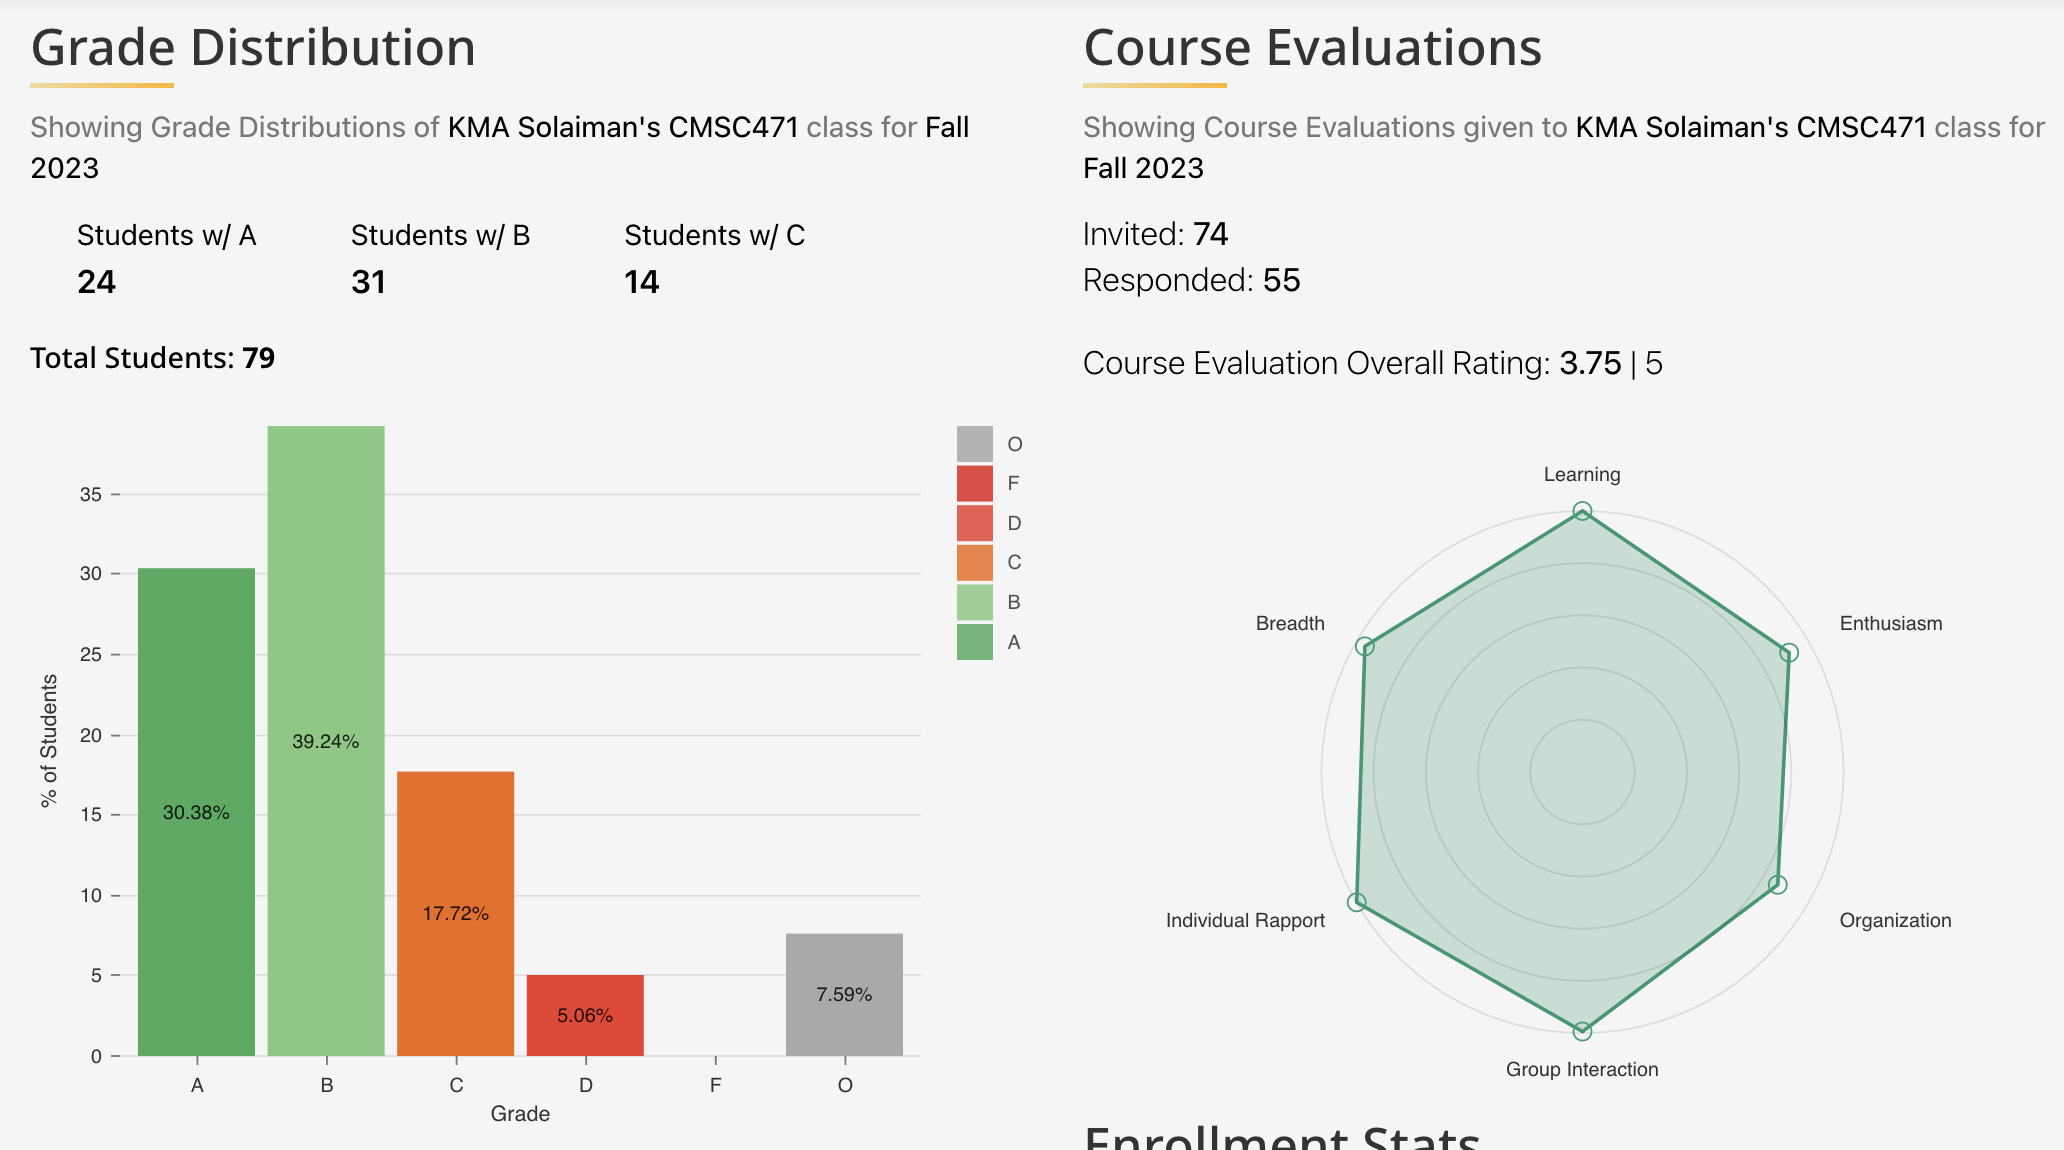 Grade Distribution
Showing Grade Distributions of KMA Solaiman's CMSC471 class for Fall
2023
Students w/ A
24
Students w/ B
31
Students w/ C
14
Total Students: 79
% of Students
35
30
25
20
15
10
5
0
30.38%
39.24%
17.72%
5.06%
7.59%
A
B
C
D
F
O
Grade
O
F
D
C
B
A
Course Evaluations
Showing Course Evaluations given to KMA Solaiman's CMSC471 class for
Fall 2023
Invited: 74
Responded: 55
Course Evaluation Overall Rating: 3.75 | 5
Learning
Enthusiasm
Organization
Group Interaction
Individual Rapport
Breadth
Enrollment Stats